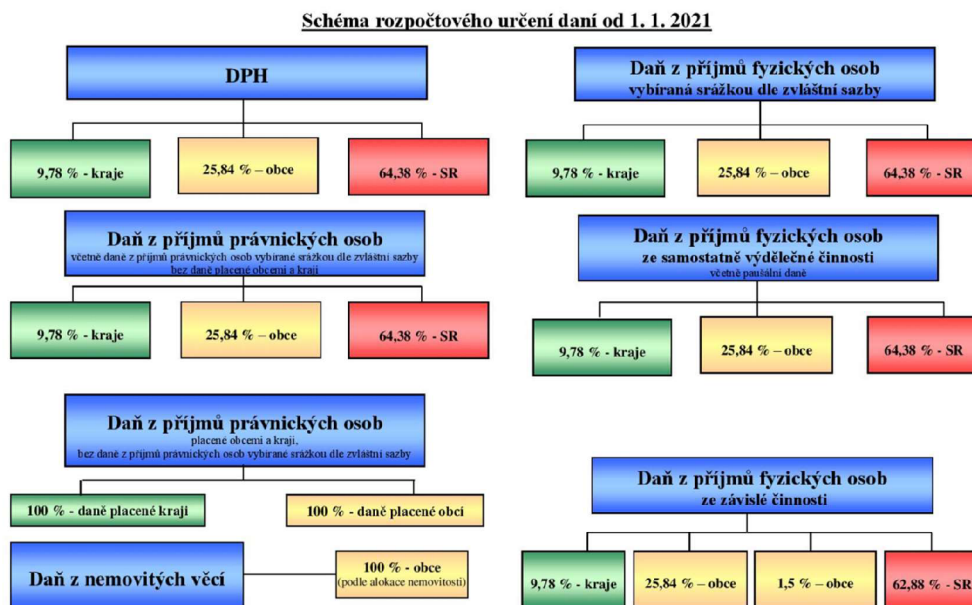 Schéma rozpočtového určení daní od 1. 1. 2021
DPH
9,78 % - kraje
25,84 % – obce
64,38 % - SR
Daň z příjmů fyzických osob
vybíraná srážkou dle zvláštní sazby
9,78 % - kraje
25,84 % – obce
64,38 % - SR
Daň z příjmů právnických osob
včetně daně z příjmů právnických osob vybírané srážkou dle zvláštní sazby
bez daně placené obcemi a kraji
9,78 % - kraje
25,84 % – obce
64,38 % - SR
Daň z příjmů fyzických osob
ze samostatně výdělečné činnosti
včetně paušální daně
9,78 % - kraje
25,84 % – obce
64,38 % - SR
Daň z příjmů právnických osob
placené obcemi a kraji,
bez daně z příjmů právnických osob vybírané srážkou dle zvláštní sazby
100 % - daně placené kraji
100 % – daně placené obcí
Daň z nemovitých věcí
100 % - obce
(podle alokace nemovitosti)
Daň z příjmů fyzických osob
ze závislé činnosti
9,78 % - kraje
25,84 % – obce
1,5 % – obce
62,88 % - SR